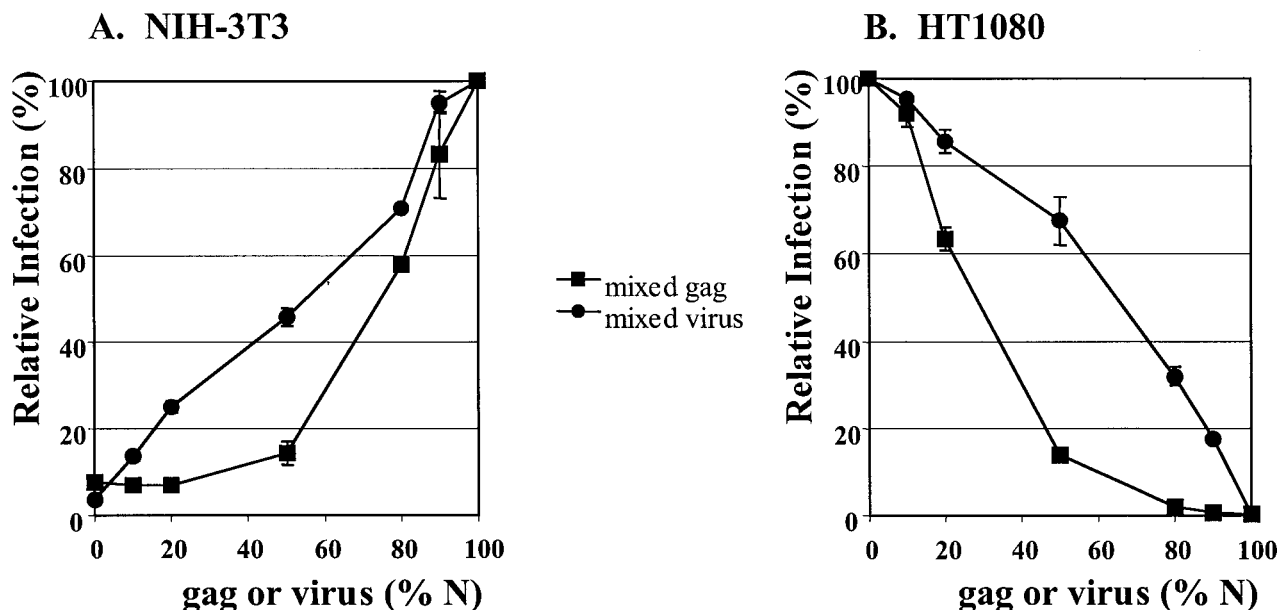 A. NIH-3T3
Relative Infection (%)
100
80
60
40
20
0
0 20 40 60 80 100
gag or virus (% N)
mixed gag
mixed virus
B. HT1080
Relative Infection (%)
100
80
60
40
20
0
0 20 40 60 80 100
gag or virus (% N)